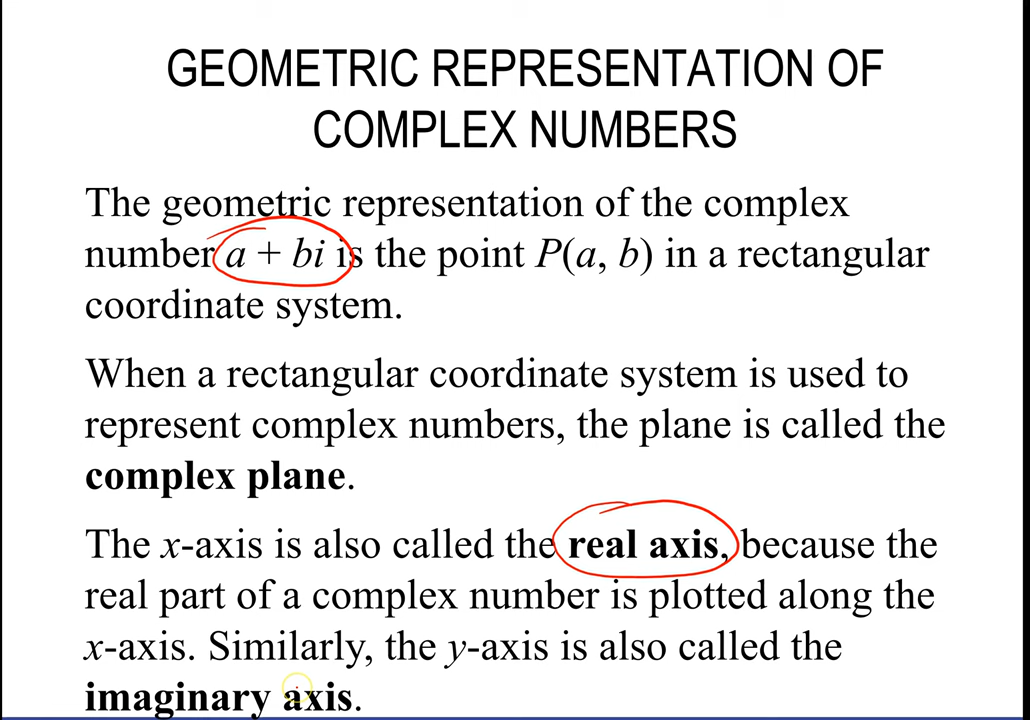 GEOMETRIC REPRESENTATION OF
COMPLEX NUMBERS
The geometric representation of the complex
number a + bi is the point P(a, b) in a rectangular
coordinate system.
When a rectangular coordinate system is used to
represent complex numbers, the plane is called the
complex plane.
The x-axis is also called the real axis, because the
real part of a complex number is plotted along the
x-axis. Similarly, the y-axis is also called the
imaginary axis.